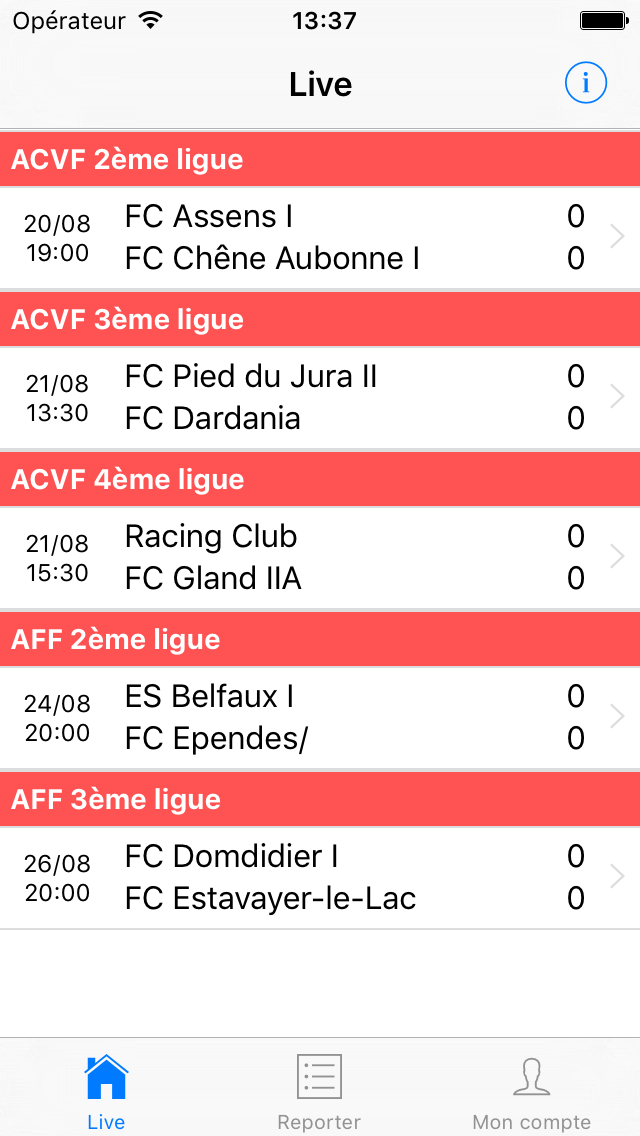 Opérateur 13:37
Live
i
ACVF 2ème ligue
20/08
19:00
FC Assens I 0
FC Chêne Aubonne I 0
ACVF 3ème ligue
21/08
13:30
FC Pied du Jura II 0
FC Dardania 0
ACVF 4ème ligue
21/08
15:30
Racing Club 0
FC Gland IIA 0
AFF 2ème ligue
24/08
20:00
ES Belfaux I 0
FC Ependes/ 0
AFF 3ème ligue
26/08
20:00
FC Domdidier I 0
FC Estavayer-le-Lac 0
Live Reporter Mon compte